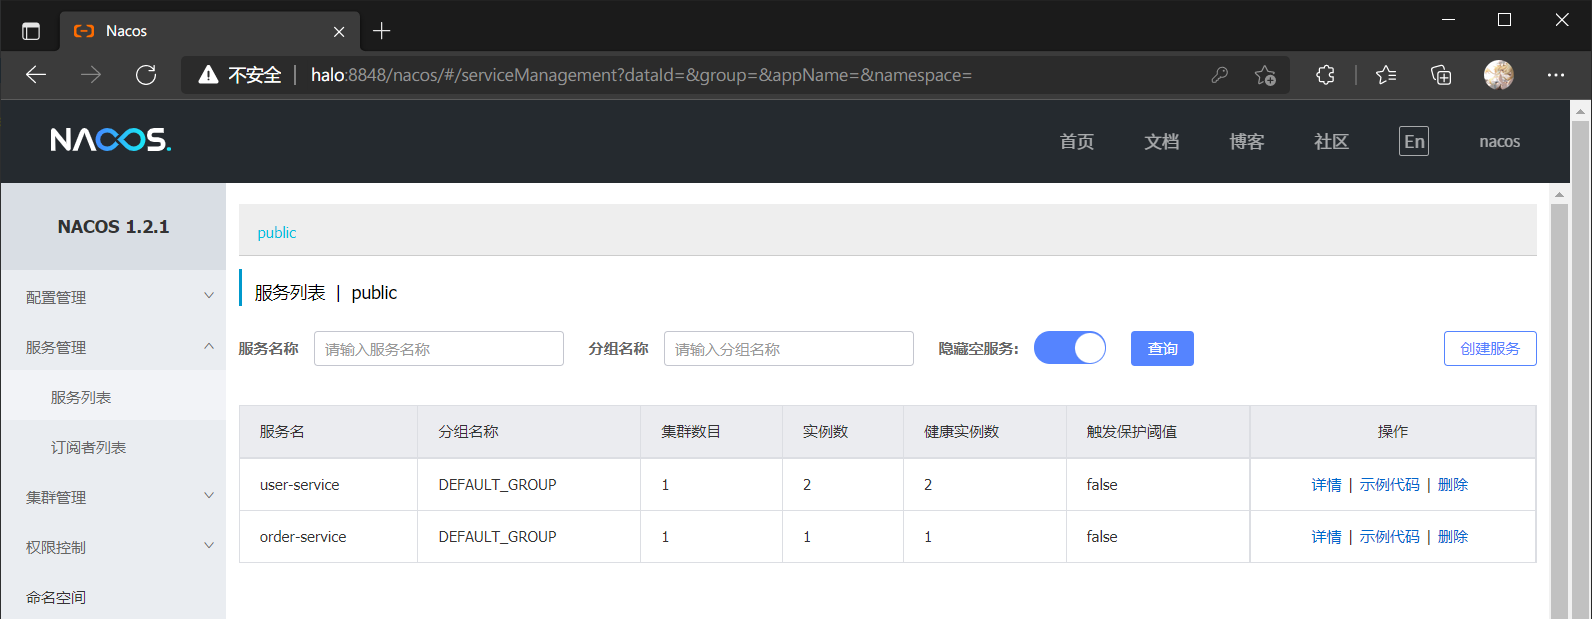 Nacos
不安全 | halo:8848/nacos/#/serviceManagement?dataId=&group=&appName=&namespace=
NACOS.
首页 文档 博客 社区 En nacos
NACOS 1.2.1
配置管理
服务管理
服务列表
订阅者列表
集群管理
权限控制
命名空间
public
服务列表 | public
服务名称 请输入服务名称 分组名称 请输入分组名称 隐藏空服务: 查询 创建服务
服务名 分组名称 集群数目 实例数 健康实例数 触发保护阈值 操作
user-service DEFAULT_GROUP 1 2 2 false 详情 | 示例代码 | 删除
order-service DEFAULT_GROUP 1 1 1 false 详情 | 示例代码 | 删除